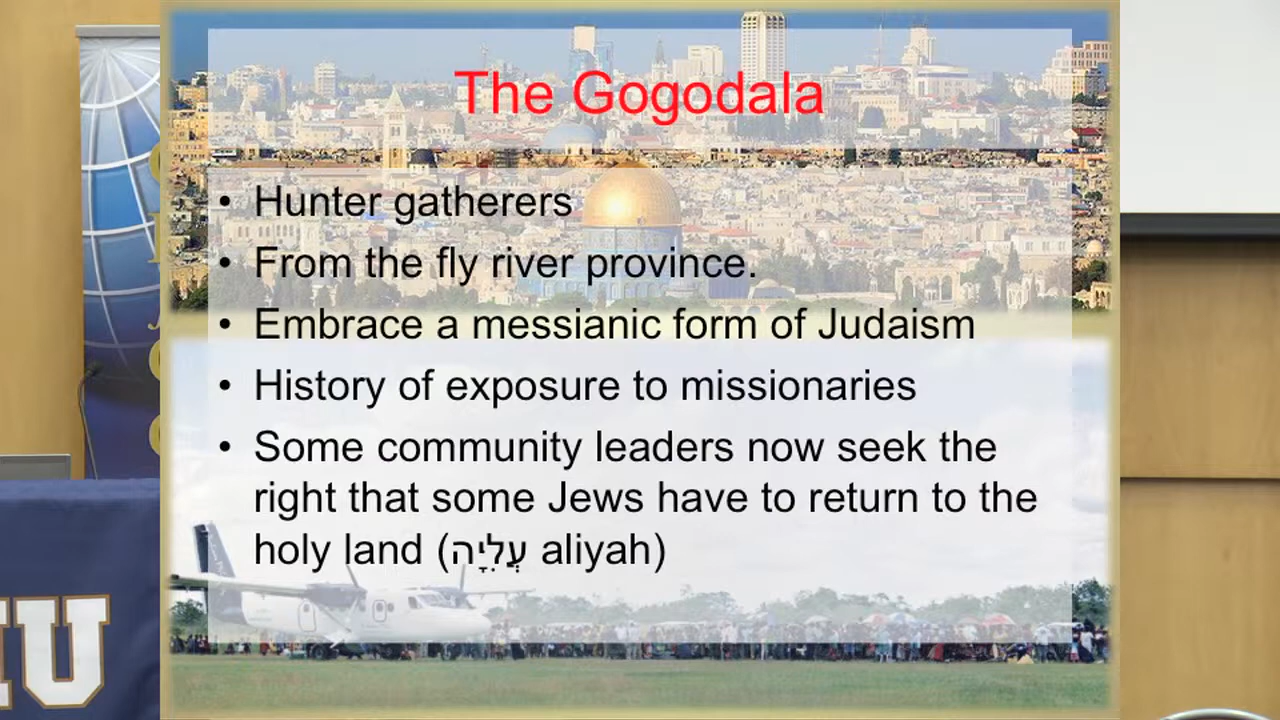 The Gogodala
• Hunter gatherers
• From the fly river province.
• Embrace a messianic form of Judaism
• History of exposure to missionaries
• Some community leaders now seek the
right that some Jews have to return to the
holy land (עֲלִיָּה aliyah)